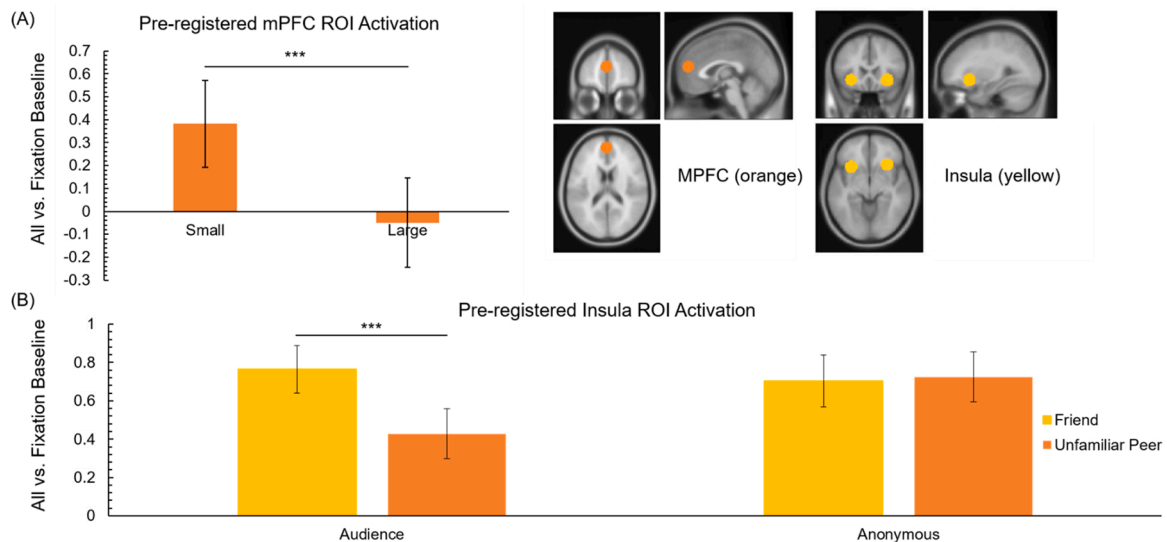 (A)
Pre-registered mPFC ROI Activation
All vs. Fixation Baseline
0.7
0.6
0.5
0.4
0.3
0.2
0.1
0
-0.1
-0.2
-0.3
***
Small
Large
MPFC (orange)
Insula (yellow)
(B)
Pre-registered Insula ROI Activation
All vs. Fixation Baseline
1
0.8
0.6
0.4
0.2
0
***
Friend
Unfamiliar Peer
Audience
Anonymous